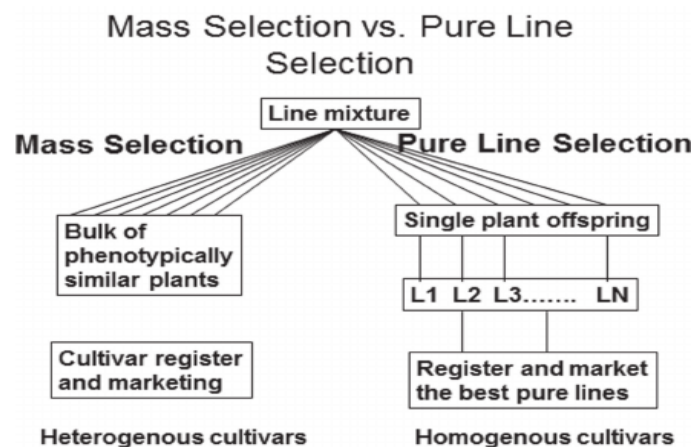 Mass Selection vs. Pure Line
Selection
Line mixture
Mass Selection
Pure Line Selection
Bulk of
phenotypically
similar plants
Single plant offspring
L1 L2 L3....... LN
Cultivar register
and marketing
Register and market
the best pure lines
Heterogenous cultivars
Homogenous cultivars